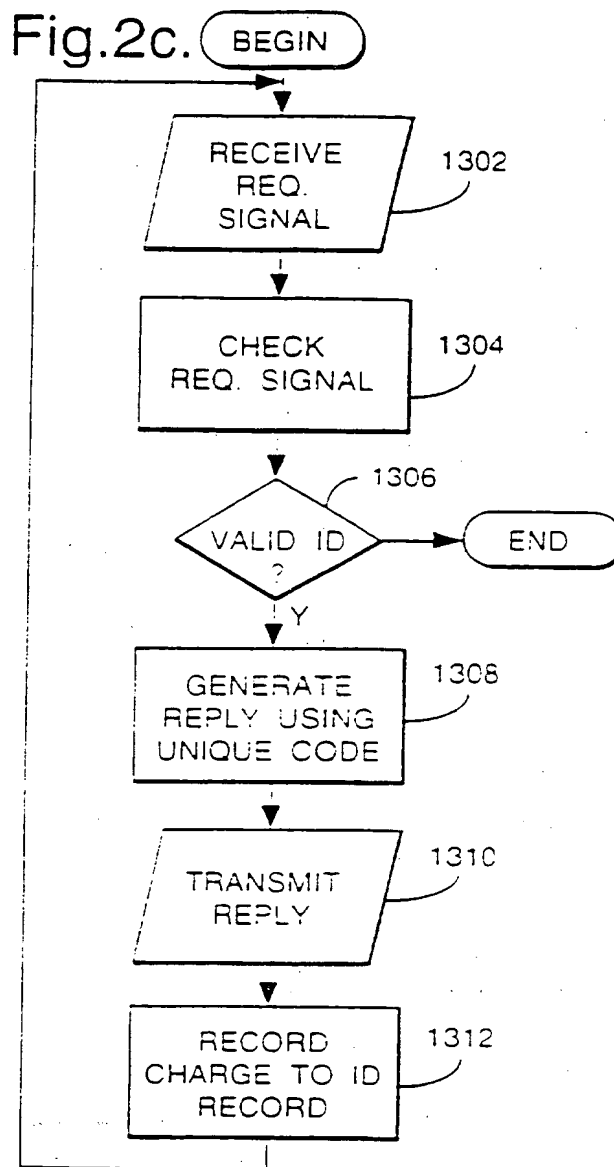 Fig.2c.
BEGIN
RECEIVE
REQ.
SIGNAL
1302
CHECK
REQ. SIGNAL
1304
1306
VALID ID
?
END
Y
GENERATE
REPLY USING
UNIQUE CODE
1308
TRANSMIT
REPLY
1310
RECORD
CHARGE TO ID
RECORD
1312